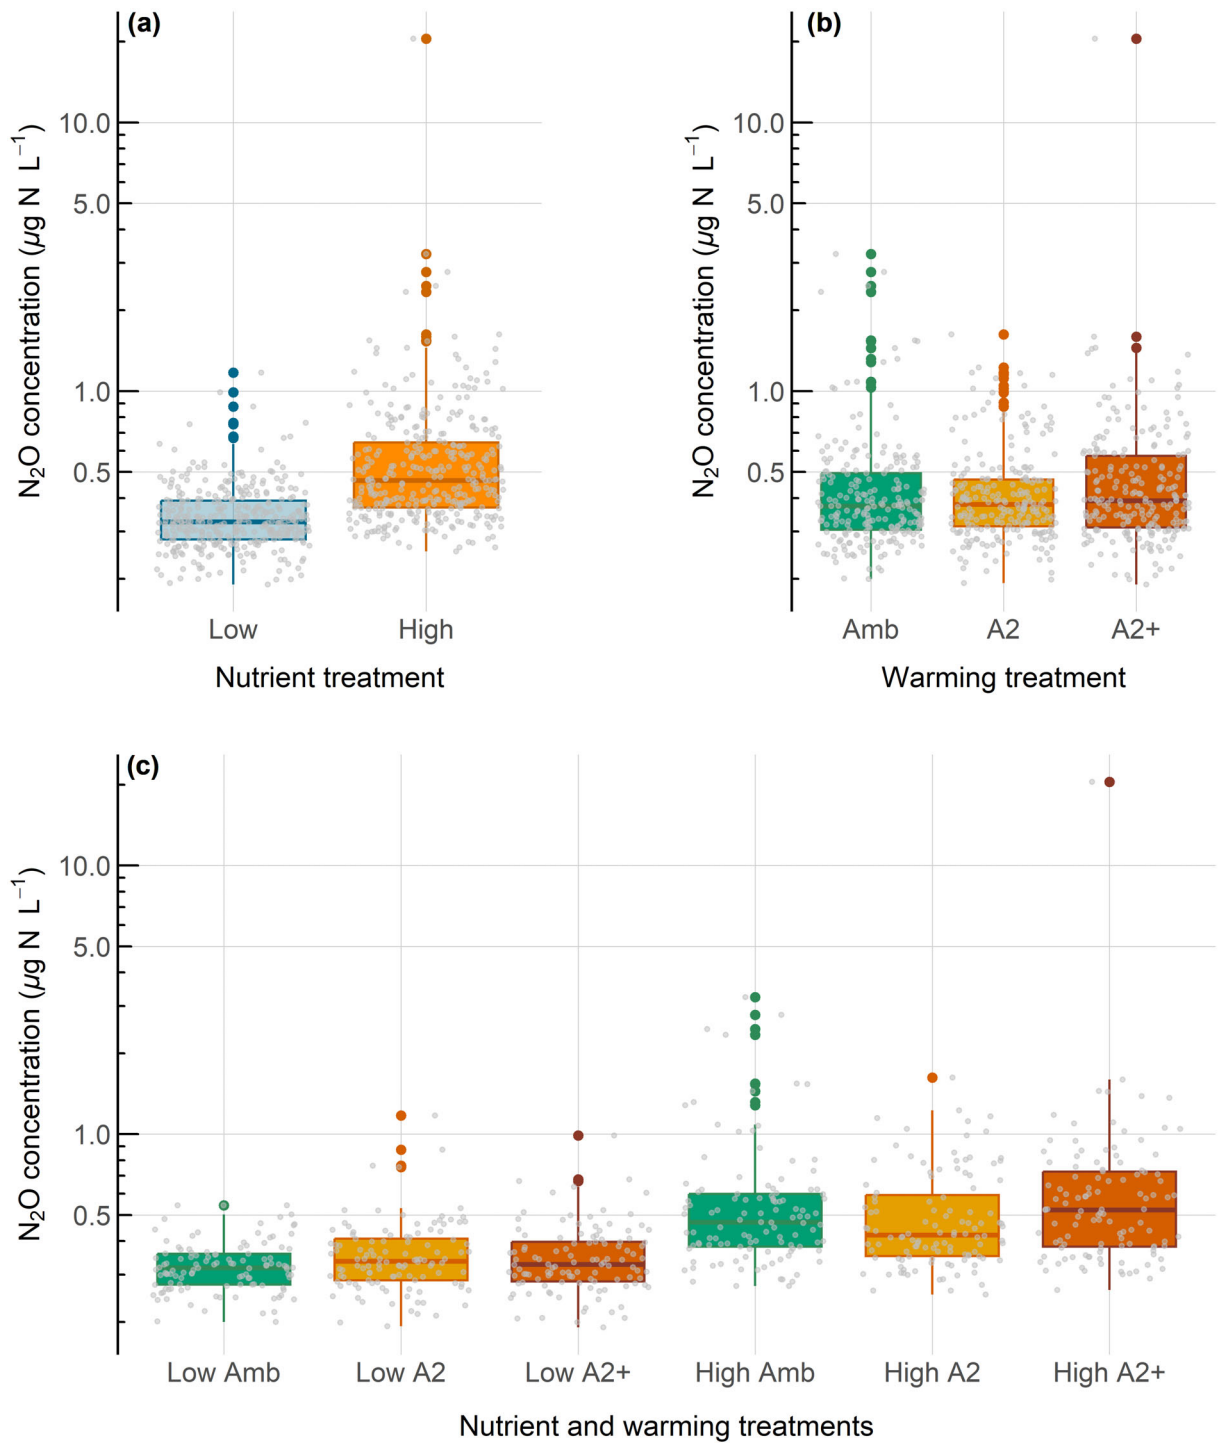 (a)
N₂O concentration (µg N L⁻¹)
10.0
5.0
1.0
0.5
Low High
Nutrient treatment
(b)
N₂O concentration (µg N L⁻¹)
10.0
5.0
1.0
0.5
Amb A2 A2+
Warming treatment
(c)
N₂O concentration (µg N L⁻¹)
10.0
5.0
1.0
0.5
Low Amb Low A2 Low A2+ High Amb High A2 High A2+
Nutrient and warming treatments